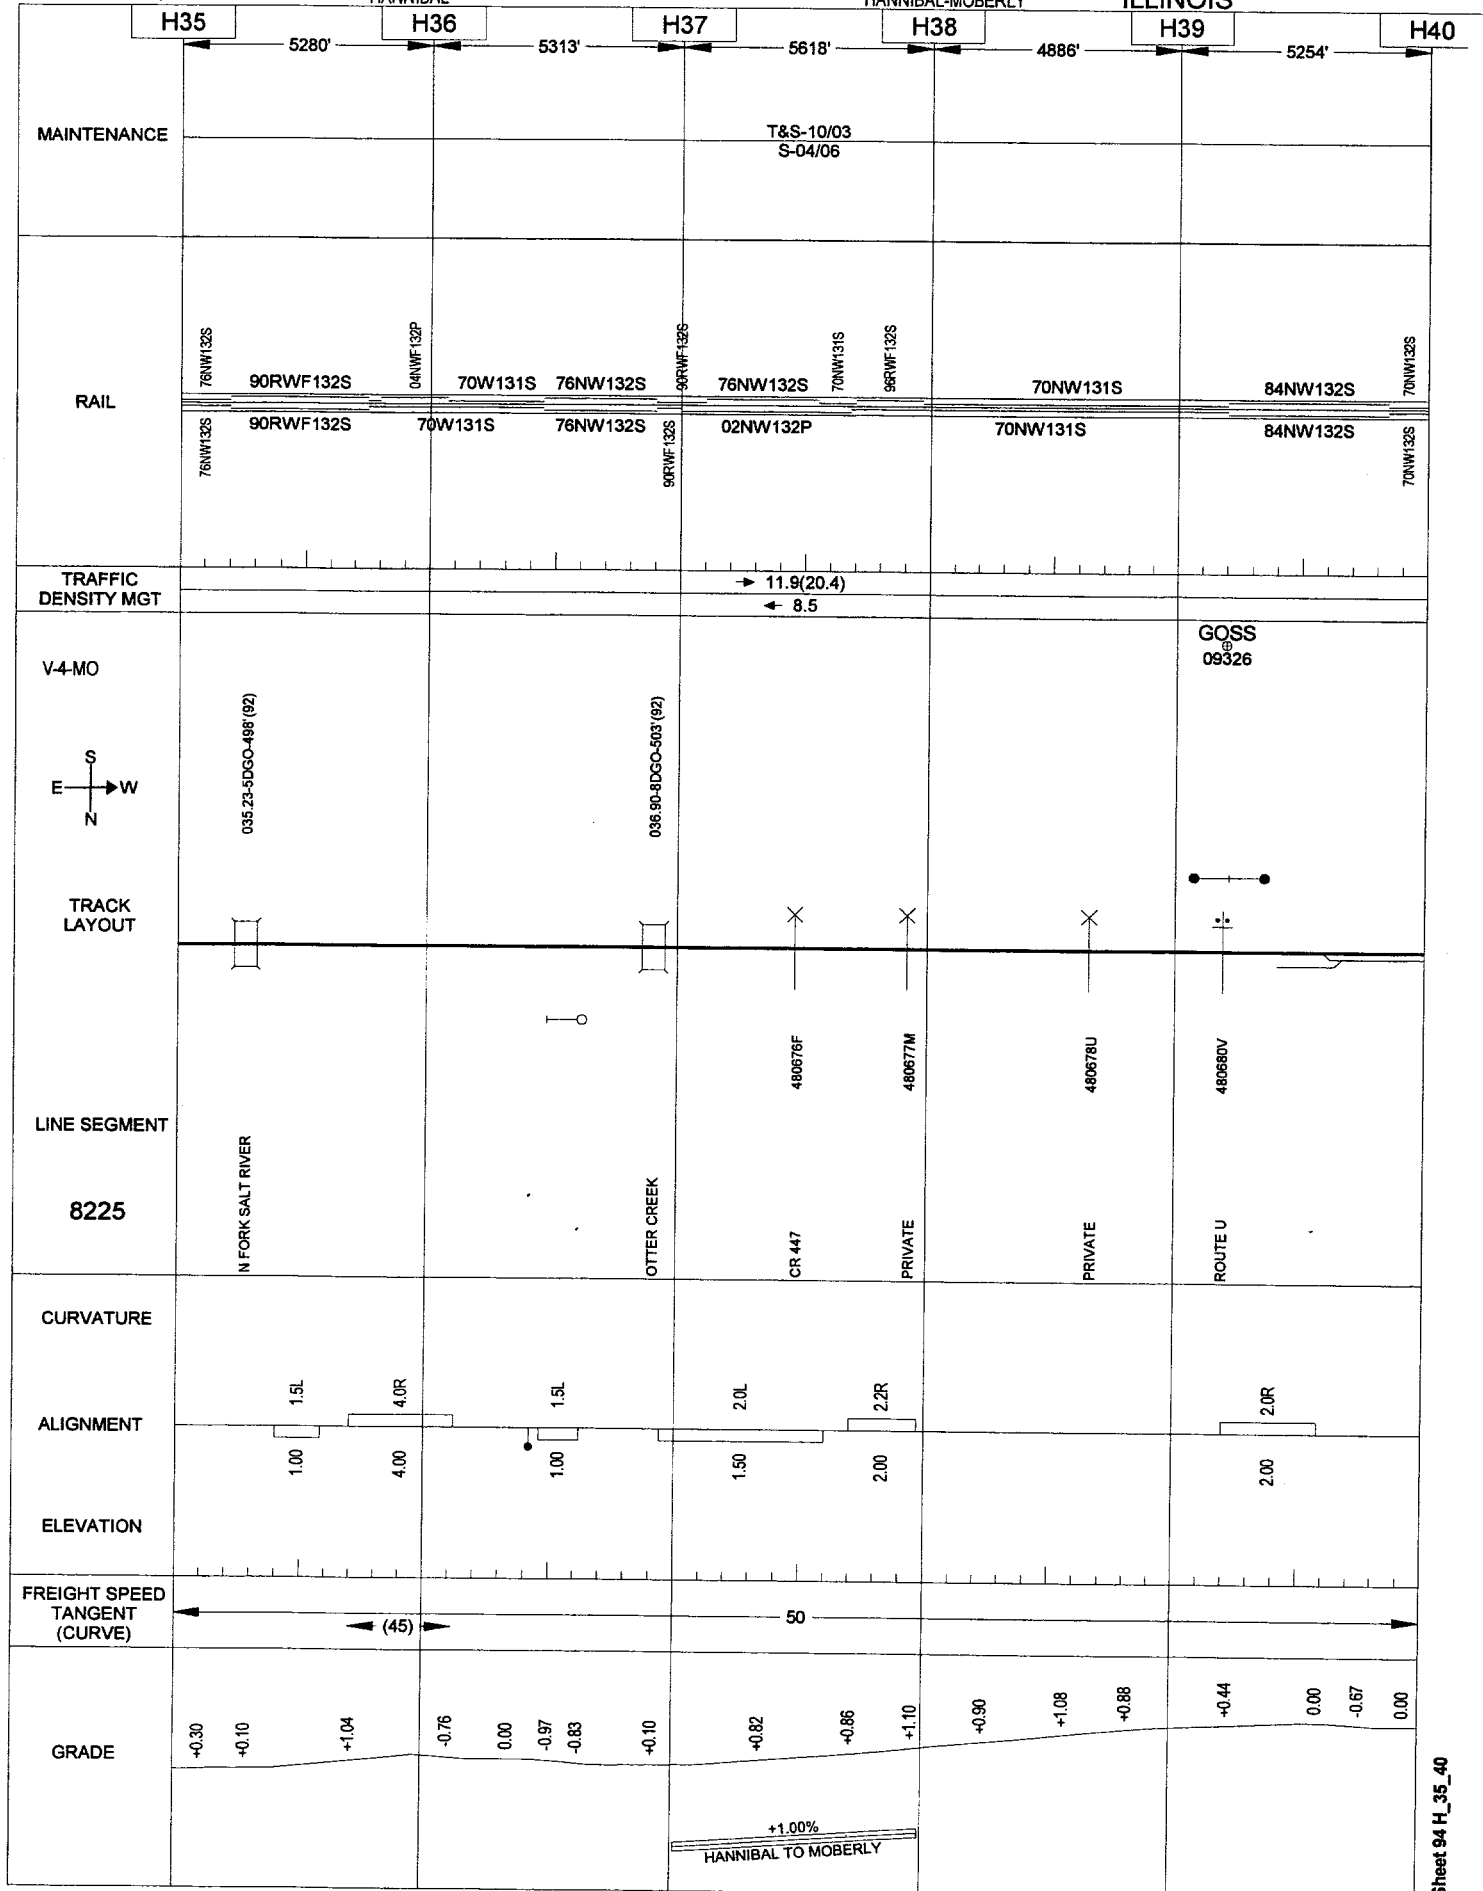 HANNIBAL HANNIBAL-MOBERLY ILLINOIS
H35 H36 H37 H38 H39 H40
5280' 5313' 5618' 4886' 5254'
MAINTENANCE
T&S-10/03
S-04/06
76NW132S 04NWF132P 90RWF132S 70NW131S 96RWF132S 70NW132S
90RWF132S 70W131S 76NW132S 76NW132S 70NW131S 84NW132S
RAIL
90RWF132S 70W131S 76NW132S 02NW132P 70NW131S 84NW132S
76NW132S 90RWF132S 70NW132S
TRAFFIC
DENSITY MGT
11.9(20.4)
8.5
GOSS
09326
V-4-MO
035.23-5DGO-498'(92) 036.90-8DGO-503'(92)
S
E W
N
TRACK
LAYOUT
480676F 480677M 480678U 480680V
LINE SEGMENT
8225
N FORK SALT RIVER OTTER CREEK CR 447 PRIVATE PRIVATE ROUTE U
CURVATURE
1.5L 4.0R 1.5L 2.0L 2.2R 2.0R
ALIGNMENT
1.00 4.00 1.00 1.50 2.00 2.00
ELEVATION
FREIGHT SPEED
TANGENT
(CURVE)
50
(45)
+0.30 +0.10 +1.04 -0.76 0.00 -0.97 -0.83 +0.10 +0.82 +0.86 +1.10 +0.90 +1.08 +0.88 +0.44 0.00 -0.67 0.00
GRADE
+1.00%
HANNIBAL TO MOBERLY
Sheet 94 H_35_40